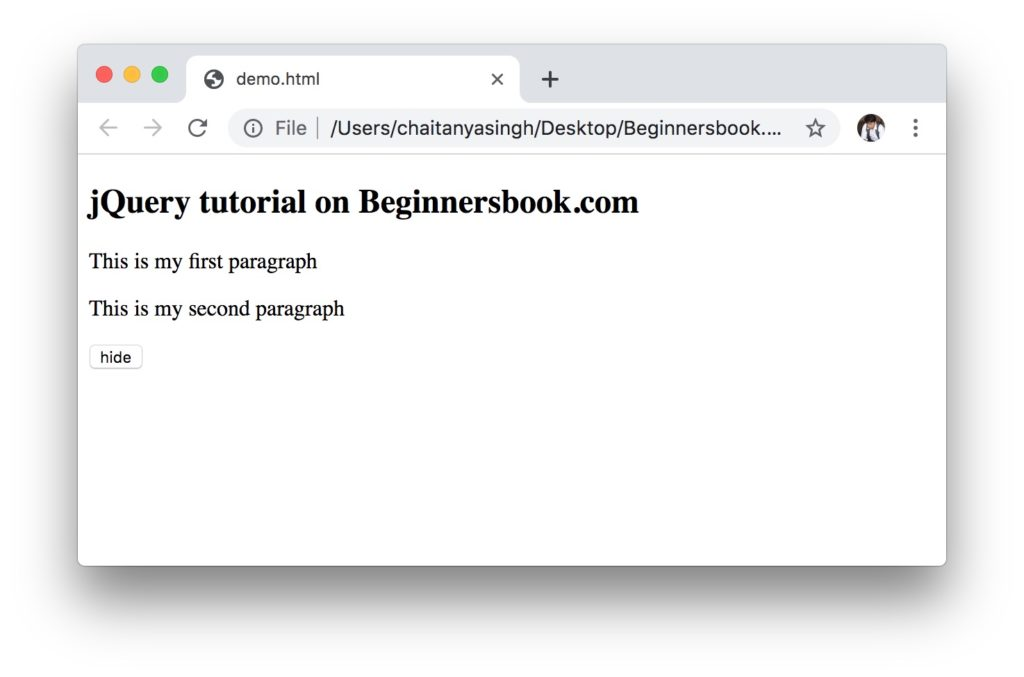 demo.html
File
/Users/chaitanyasingh/Desktop/Beginnersbook....
jQuery tutorial on Beginnersbook.com
This is my first paragraph
This is my second paragraph
hide